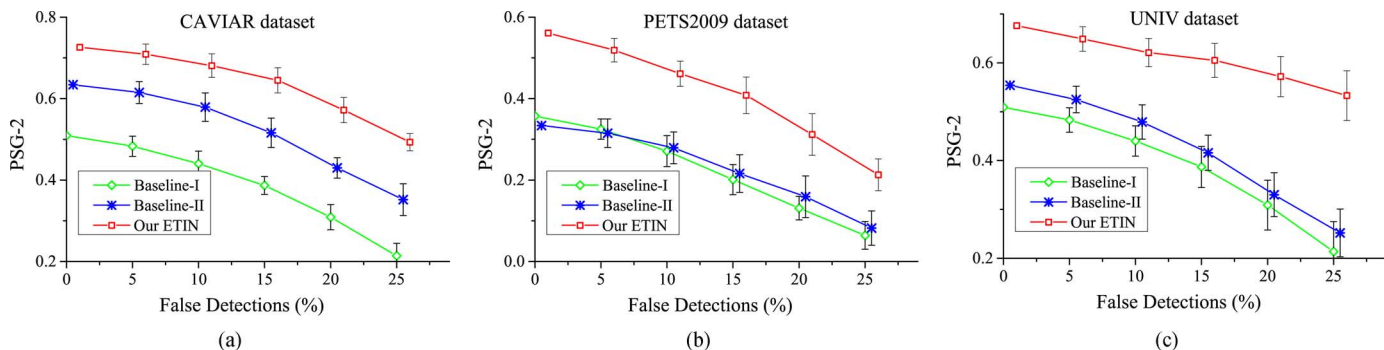 CAVIAR dataset
0.8
0.6
0.4
0.2
PSG-2
Baseline-I
Baseline-II
Our ETIN
0 5 10 15 20 25
False Detections (%)
(a)
PETS2009 dataset
0.6
0.4
0.2
0.0
PSG-2
Baseline-I
Baseline-II
Our ETIN
0 5 10 15 20 25
False Detections (%)
(b)
UNIV dataset
0.6
0.4
0.2
PSG-2
Baseline-I
Baseline-II
Our ETIN
0 5 10 15 20 25
False Detections (%)
(c)